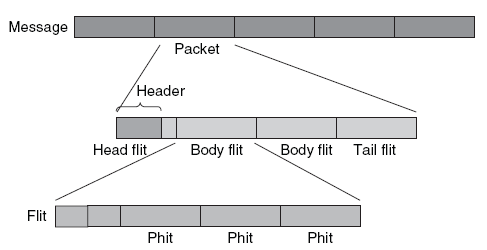 Message
Packet
Header
Head flit Body flit Body flit Tail flit
Flit
Phit Phit Phit